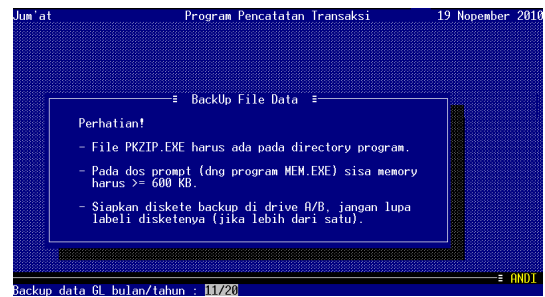 Jum'at Program Pencatatan Transaksi 19 Nopember 2010
BackUp File Data
Perhatian!
- File PKZIP.EXE harus ada pada directory program.
- Pada dos prompt (dng program MEM.EXE) sisa memory
harus >= 600 KB.
- Siapkan diskete backup di drive A/B, jangan lupa
labeli disketenya (jika lebih dari satu).
ANDI
Backup data GL bulan/tahun : 11/20